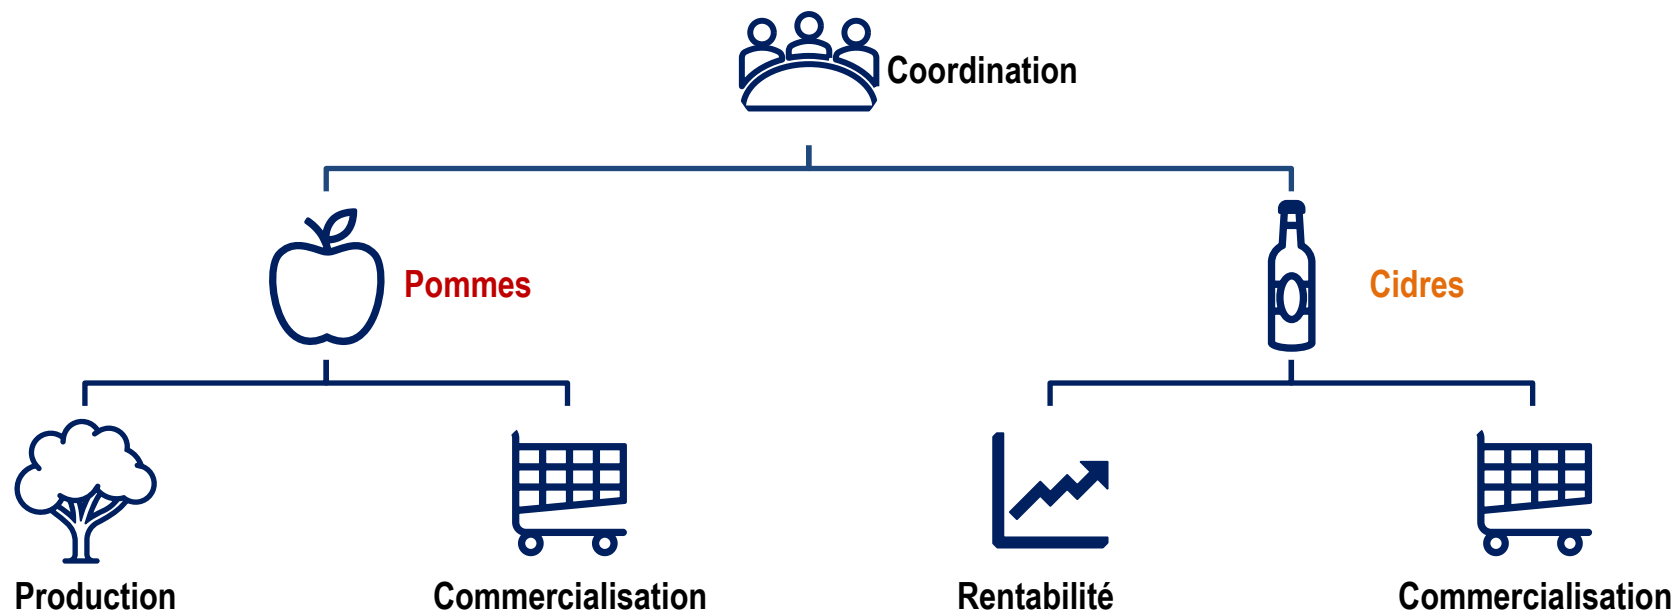 Coordination
Pommes
Cidres
Production
Commercialisation
Rentabilité
Commercialisation